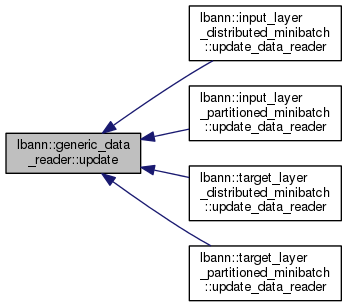 lbann::input_layer
_distributed_minibatch
::update_data_reader
lbann::input_layer
_partitioned_minibatch
::update_data_reader
lbann::generic_data
_reader::update
lbann::target_layer
_distributed_minibatch
::update_data_reader
lbann::target_layer
_partitioned_minibatch
::update_data_reader